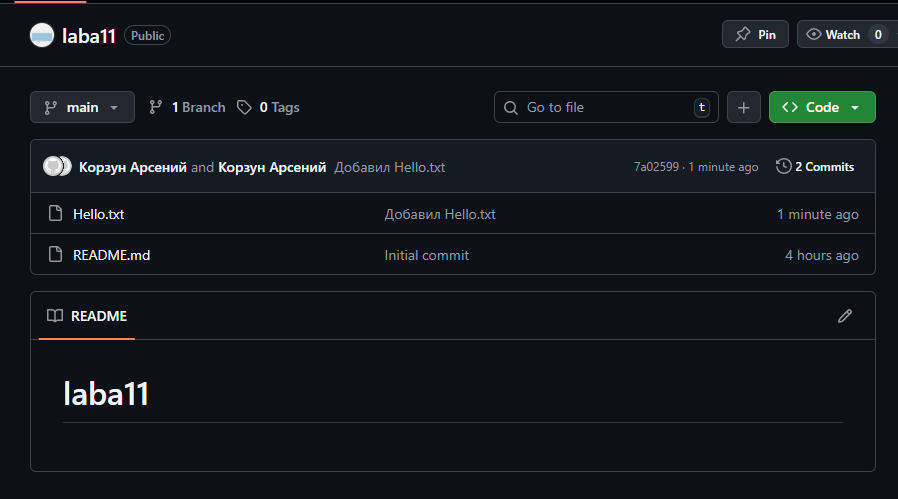 laba11 Public Pin Watch 0
main 1 Branch 0 Tags Go to file t + Code
Корзун Арсений and Корзун Арсений Добавил Hello.txt 7a02599 · 1 minute ago 2 Commits
Hello.txt Добавил Hello.txt 1 minute ago
README.md Initial commit 4 hours ago
README
laba11